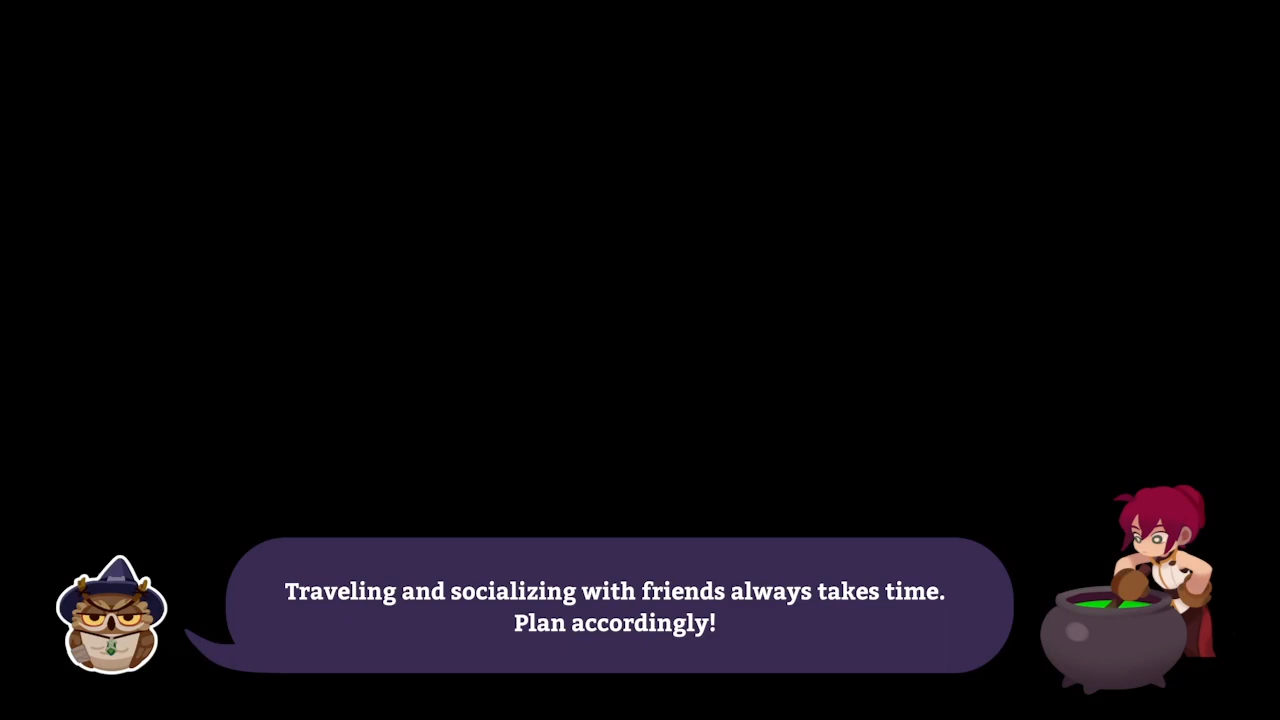 Traveling and socializing with friends always takes time.
Plan accordingly!